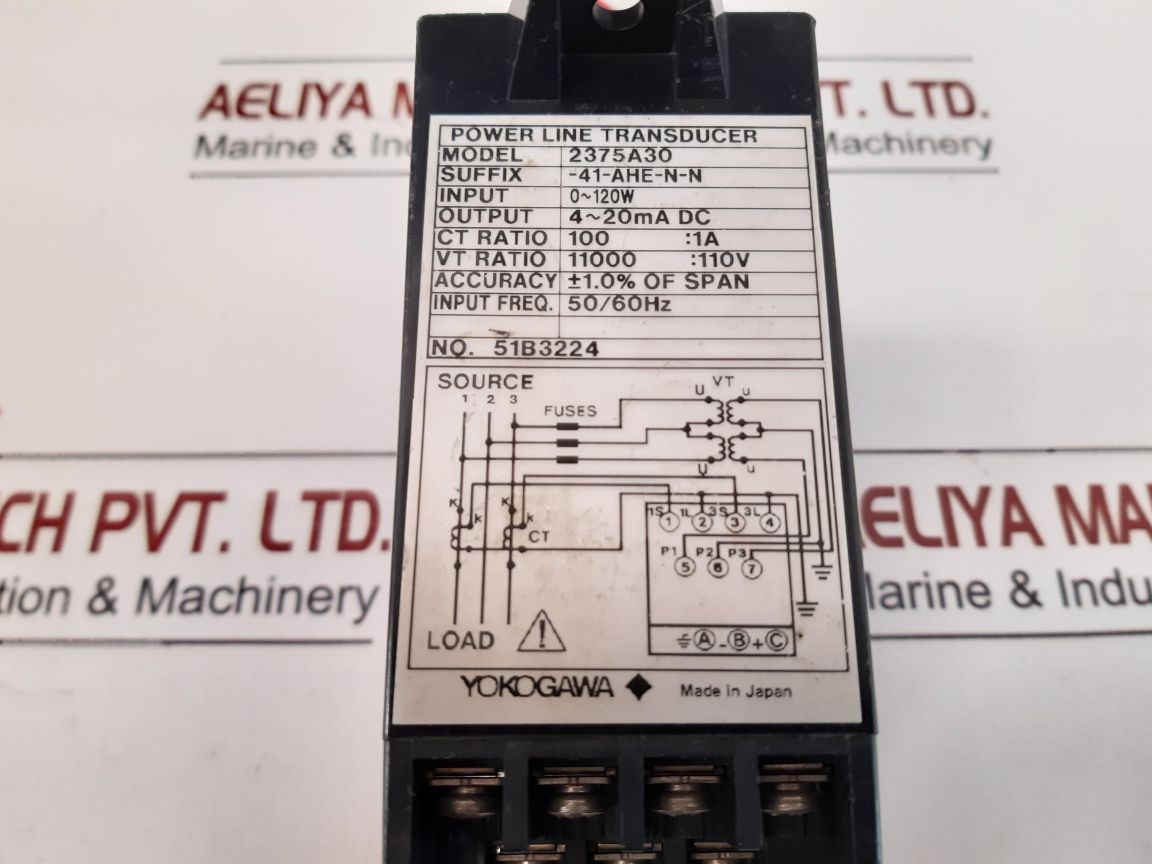 AELIYA M T. LTD.
Marine & In Machinery
POWER LINE TRANSDUCER
MODEL 2375A30
SUFFIX -41-AHE-N-N
INPUT 0~120W
OUTPUT 4~20mA DC
CT RATIO 100 :1A
VT RATIO 11000 :110V
ACCURACY ±1.0% OF SPAN
INPUT FREQ. 50/60Hz
NO. 51B3224
SOURCE
1 2 3
FUSES
U VT u
U u
K k K k
CT
1S 1L 3S 3L
1 2 3 4
P1 P2 P3
5 6 7
LOAD
A - B + C
YOKOGAWA Made in Japan
CH PVT. LTD. ELIYA MA
tion & Machinery larine & Indu